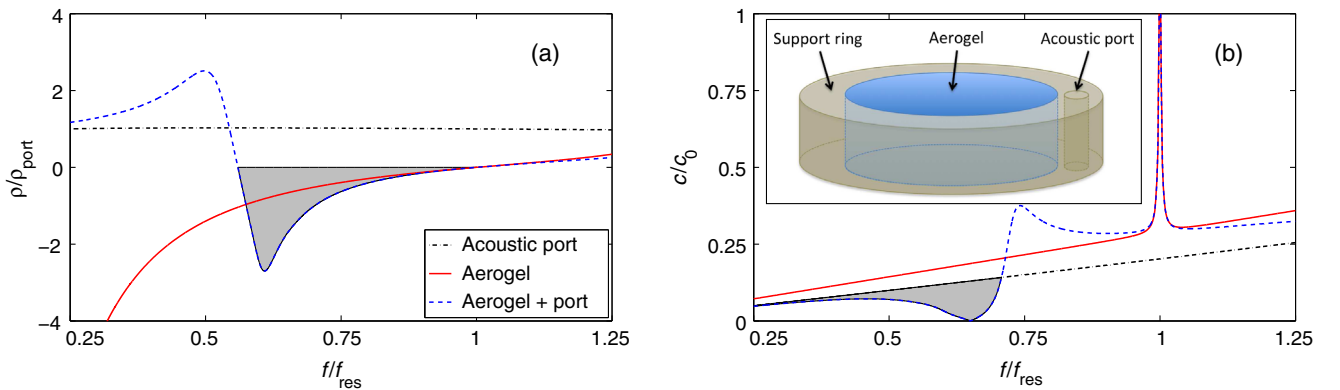 4
2
0
−2
−4
0.25
0.5
0.75
1
1.25
ρ/ρport
f/fres
(a)
Acoustic port
Aerogel
Aerogel + port
1
0.75
0.5
0.25
0
0.25
0.5
0.75
1
1.25
c/c0
f/fres
(b)
Support ring
Aerogel
Acoustic port